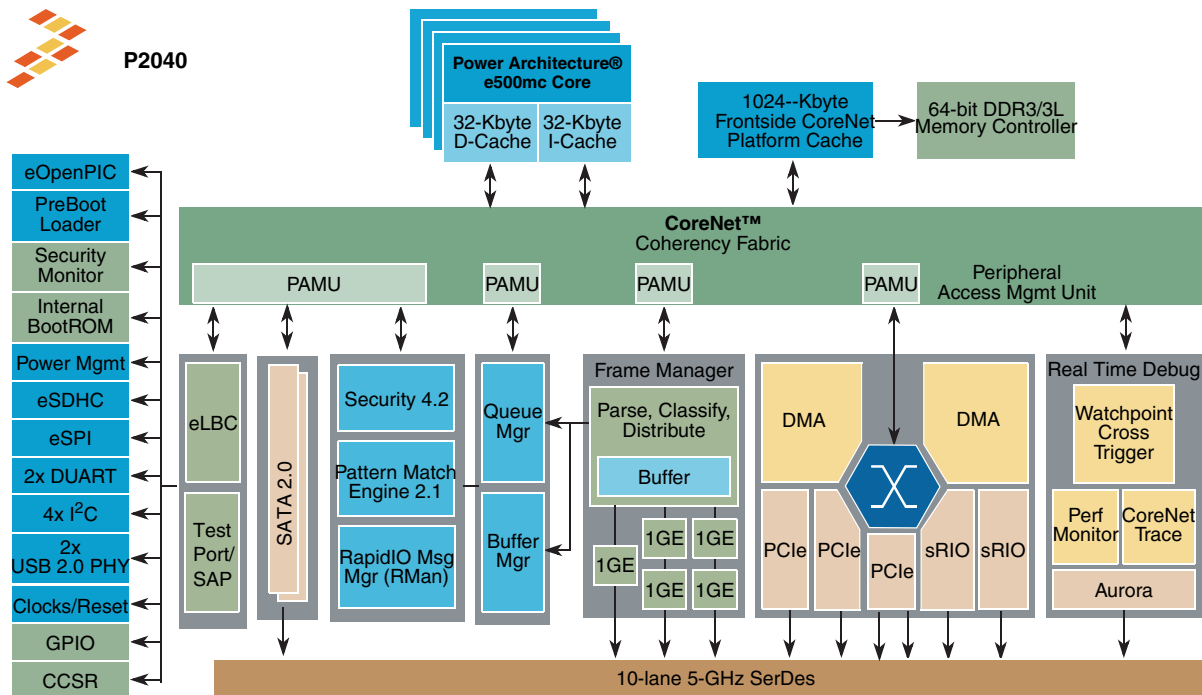 P2040
Power Architecture®
e500mc Core
32-Kbyte
D-Cache
32-Kbyte
I-Cache
1024--Kbyte
Frontside CoreNet
Platform Cache
64-bit DDR3/3L
Memory Controller
eOpenPIC
PreBoot
Loader
Security
Monitor
Internal
BootROM
Power Mgmt
eSDHC
eSPI
2x DUART
4x I²C
2x
USB 2.0 PHY
Clocks/Reset
GPIO
CCSR
CoreNet™
Coherency Fabric
PAMU
PAMU
PAMU
PAMU
Peripheral
Access Mgmt Unit
eLBC
Test
Port/
SAP
SATA 2.0
Security 4.2
Pattern Match
Engine 2.1
RapidIO Msg
Mgr (RMan)
Queue
Mgr
Buffer
Mgr
Frame Manager
Parse, Classify,
Distribute
Buffer
1GE
1GE
1GE
1GE
1GE
DMA
DMA
PCIe
PCIe
PCIe
sRIO
sRIO
Real Time Debug
Watchpoint
Cross
Trigger
Perf
Monitor
CoreNet
Trace
Aurora
10-lane 5-GHz SerDes